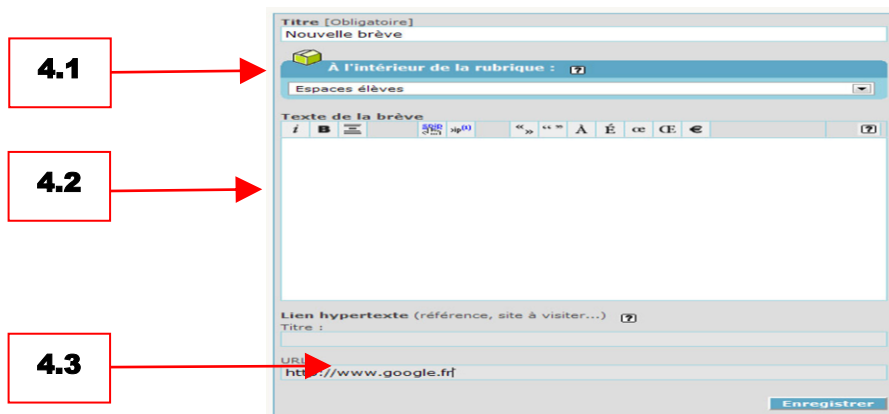 Titre [Obligatoire]
Nouvelle brève
4.1
À l'intérieur de la rubrique : ?
Espaces élèves
Texte de la brève
i B SPIP « » “ ” À É œ Œ € ?
4.2
Lien hypertexte (référence, site à visiter...) ?
Titre :
4.3
URL
http://www.google.fr
Enregistrer